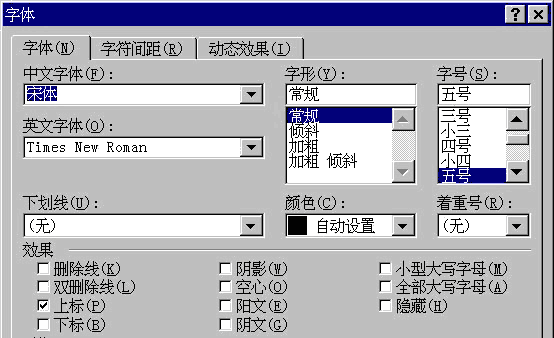 字体
字体(N) 字符间距(R) 动态效果(I)
中文字体(F): 字形(Y): 字号(S):
宋体 常规 五号
常规 三号
倾斜 小三
加粗 四号
加粗 倾斜 小四
五号
英文字体(O):
Times New Roman
下划线(U): 颜色(C): 着重号(R):
(无) 自动设置 (无)
效果
删除线(K) 阴影(W) 小型大写字母(M)
双删除线(L) 空心(O) 全部大写字母(A)
上标(P) 阳文(E) 隐藏(H)
下标(B) 阴文(G)